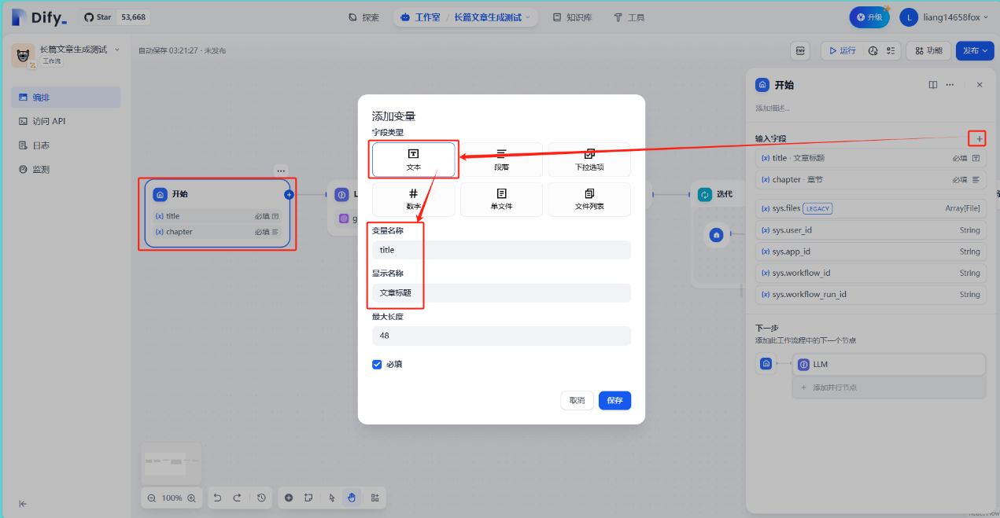 Dify_
Star 53,668
探索
工作室 / 长篇文章生成测试
知识库
工具
升级
L liang14658fox
长篇文章生成测试
工作流
自动保存 03:21:27 · 未发布
ENV
运行
功能
发布
编排
访问 API
日志
监测
开始
{x} title 必填
{x} chapter 必填
L
g
添加变量
字段类型
文本
段落
下拉选项
数字
单文件
文件列表
变量名称
title
显示名称
文章标题
最大长度
48
必填
取消
保存
迭代
开始
添加描述...
输入字段
{x} title · 文章标题 必填
{x} chapter · 章节 必填
{x} sys.files LEGACY Array[File]
{x} sys.user_id String
{x} sys.app_id String
{x} sys.workflow_id String
{x} sys.workflow_run_id String
下一步
添加此工作流程中的下一个节点
LLM
+ 添加并行节点
100%